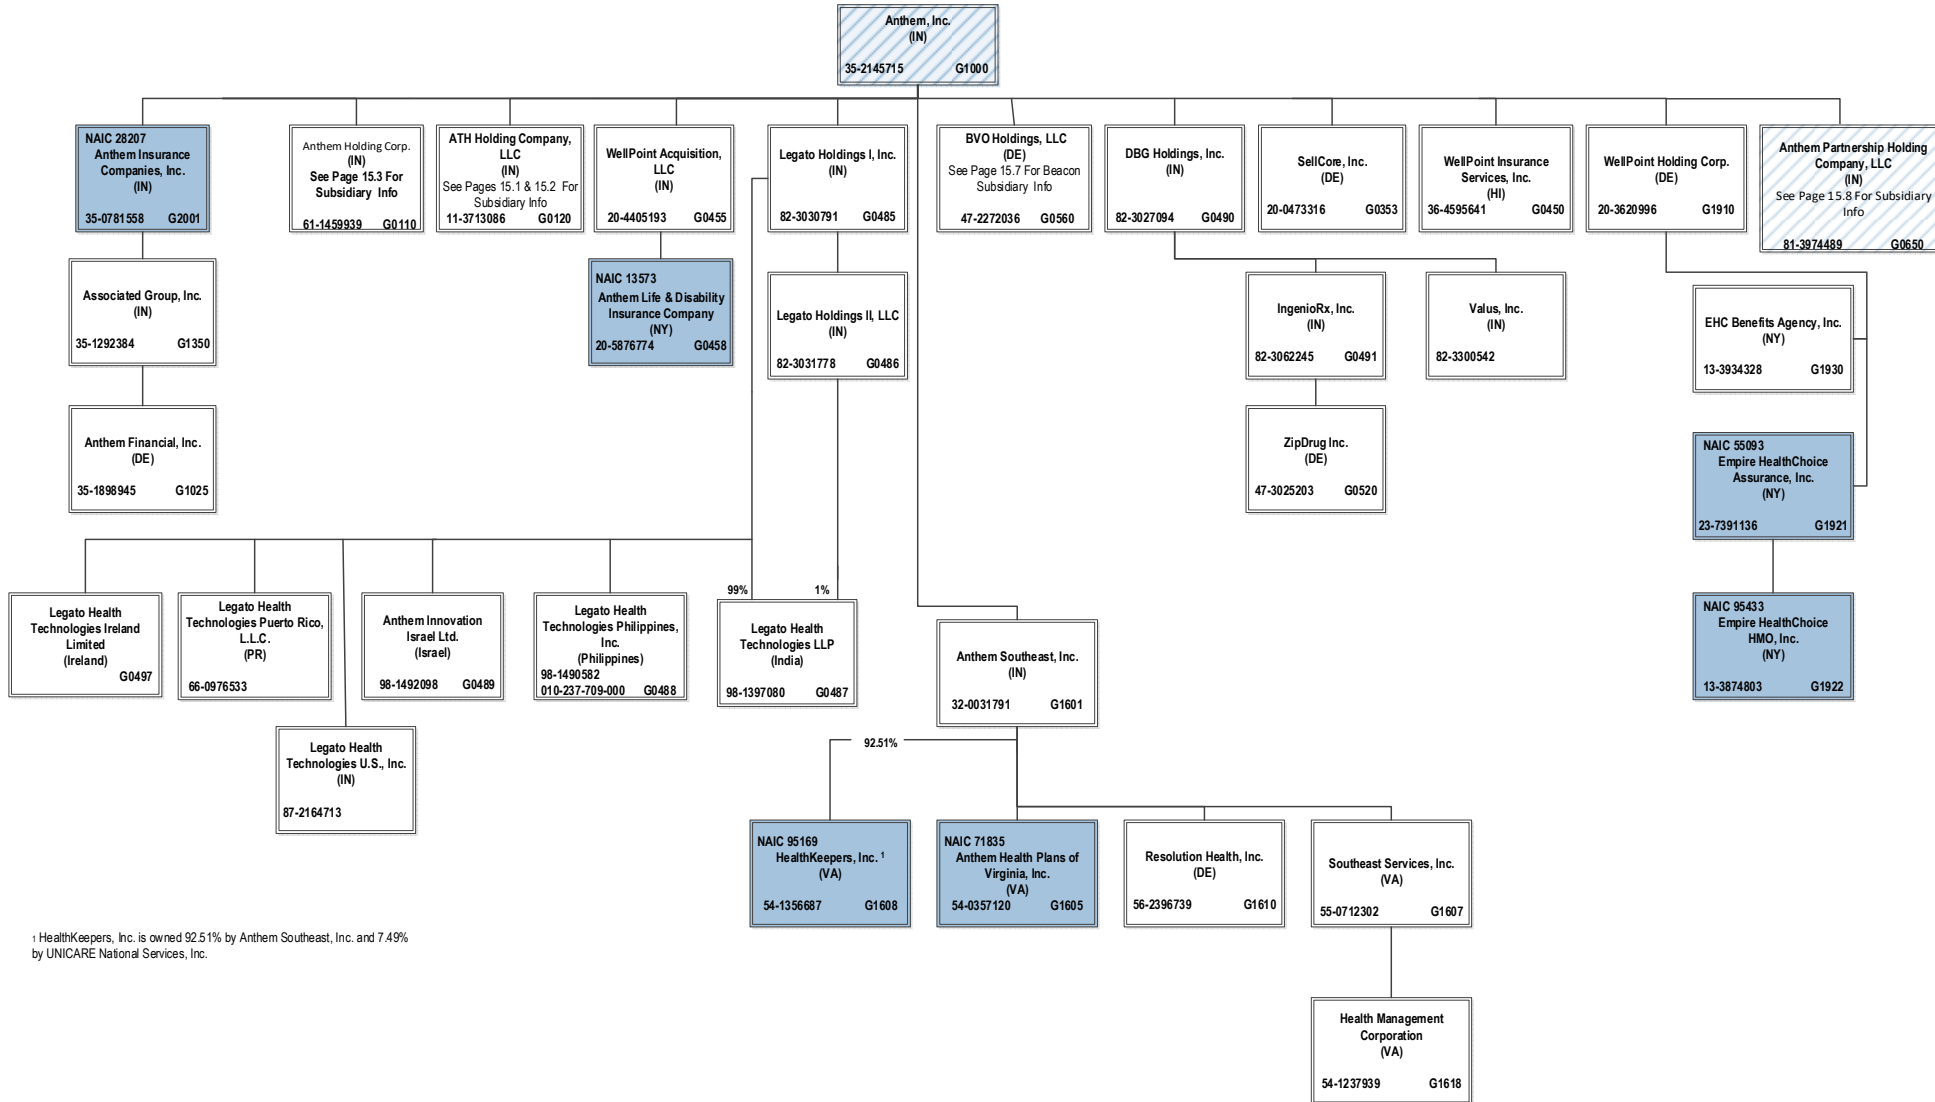 Anthem, Inc.
(IN)
35-2145715 G1000
NAIC 28207
Anthem Insurance
Companies, Inc.
(IN)
35-0781558 G2001
Anthem Holding Corp.
(IN)
See Page 15.3 For
Subsidiary Info
61-1459939 G0110
ATH Holding Company,
LLC
(IN)
See Pages 15.1 & 15.2 For
Subsidiary Info
11-3713086 G0120
WellPoint Acquisition,
LLC
(IN)
20-4405193 G0455
Legato Holdings I, Inc.
(IN)
82-3030791 G0485
BVO Holdings, LLC
(DE)
See Page 15.7 For Beacon
Subsidiary Info
47-2272036 G0560
DBG Holdings, Inc.
(IN)
82-3027094 G0490
SellCore, Inc.
(DE)
20-0473316 G0353
WellPoint Insurance
Services, Inc.
(HI)
36-4595641 G0450
WellPoint Holding Corp.
(DE)
20-3620996 G1910
Anthem Partnership Holding
Company, LLC
(IN)
See Page 15.8 For Subsidiary
Info
81-3974489 G0650
Associated Group, Inc.
(IN)
35-1292384 G1350
NAIC 13573
Anthem Life & Disability
Insurance Company
(NY)
20-5876774 G0458
Legato Holdings II, LLC
(IN)
82-3031778 G0486
IngenioRx, Inc.
(IN)
82-3062245 G0491
Valus, Inc.
(IN)
82-3300542
EHC Benefits Agency, Inc.
(NY)
13-3934328 G1930
Anthem Financial, Inc.
(DE)
35-1898945 G1025
ZipDrug Inc.
(DE)
47-3025203 G0520
NAIC 55093
Empire HealthChoice
Assurance, Inc.
(NY)
23-7391136 G1921
99% 1%
Legato Health
Technologies Ireland
Limited
(Ireland)
G0497
Legato Health
Technologies Puerto Rico,
L.L.C.
(PR)
66-0976533
Anthem Innovation
Israel Ltd.
(Israel)
98-1492098 G0489
Legato Health
Technologies Philippines,
Inc.
(Philippines)
98-1490582
010-237-709-000 G0488
Legato Health
Technologies LLP
(India)
98-1397080 G0487
Anthem Southeast, Inc.
(IN)
32-0031791 G1601
NAIC 95433
Empire HealthChoice
HMO, Inc.
(NY)
13-3874803 G1922
Legato Health
Technologies U.S., Inc.
(IN)
87-2164713
92.51%
NAIC 95169
HealthKeepers, Inc. ¹
(VA)
54-1356687 G1608
NAIC 71835
Anthem Health Plans of
Virginia, Inc.
(VA)
54-0357120 G1605
Resolution Health, Inc.
(DE)
56-2396739 G1610
Southeast Services, Inc.
(VA)
55-0712302 G1607
¹ HealthKeepers, Inc. is owned 92.51% by Anthem Southeast, Inc. and 7.49%
by UNICARE National Services, Inc.
Health Management
Corporation
(VA)
54-1237939 G1618